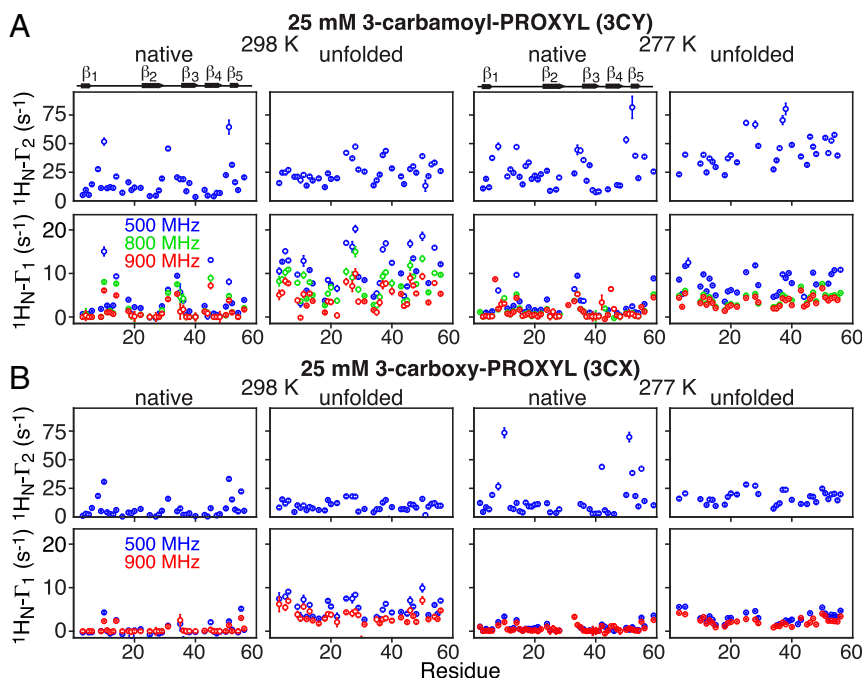 A 25 mM 3-carbamoyl-PROXYL (3CY)
native 298 K unfolded native 277 K unfolded
β1 β2 β3 β4 β5 β1 β2 β3 β4 β5
¹H_N-Γ₂ (s⁻¹)
75
50
25
0
¹H_N-Γ₁ (s⁻¹)
500 MHz
800 MHz
900 MHz
20
10
0
20 40 60 20 40 60 20 40 60 20 40 60
B 25 mM 3-carboxy-PROXYL (3CX)
native 298 K unfolded native 277 K unfolded
¹H_N-Γ₂ (s⁻¹)
75
50
25
0
¹H_N-Γ₁ (s⁻¹)
500 MHz
900 MHz
20
10
0
20 40 60 20 40 60 20 40 60 20 40 60
Residue